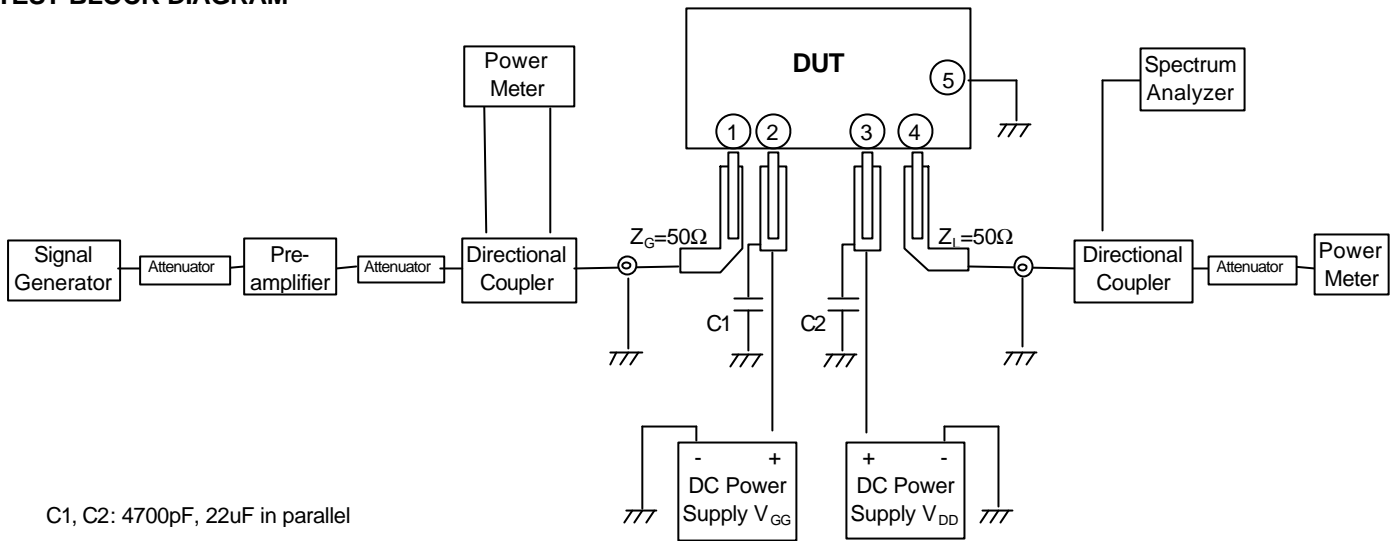 TEST BLOCK DIAGRAM
DUT
Power
Meter
Spectrum
Analyzer
5
1
2
3
4
Z_G=50Ω
Z_L=50Ω
Signal
Generator
Attenuator
Pre-
amplifier
Attenuator
Directional
Coupler
Directional
Coupler
Attenuator
Power
Meter
C1
C2
- +
DC Power
Supply V_GG
+ -
DC Power
Supply V_DD
C1, C2: 4700pF, 22uF in parallel